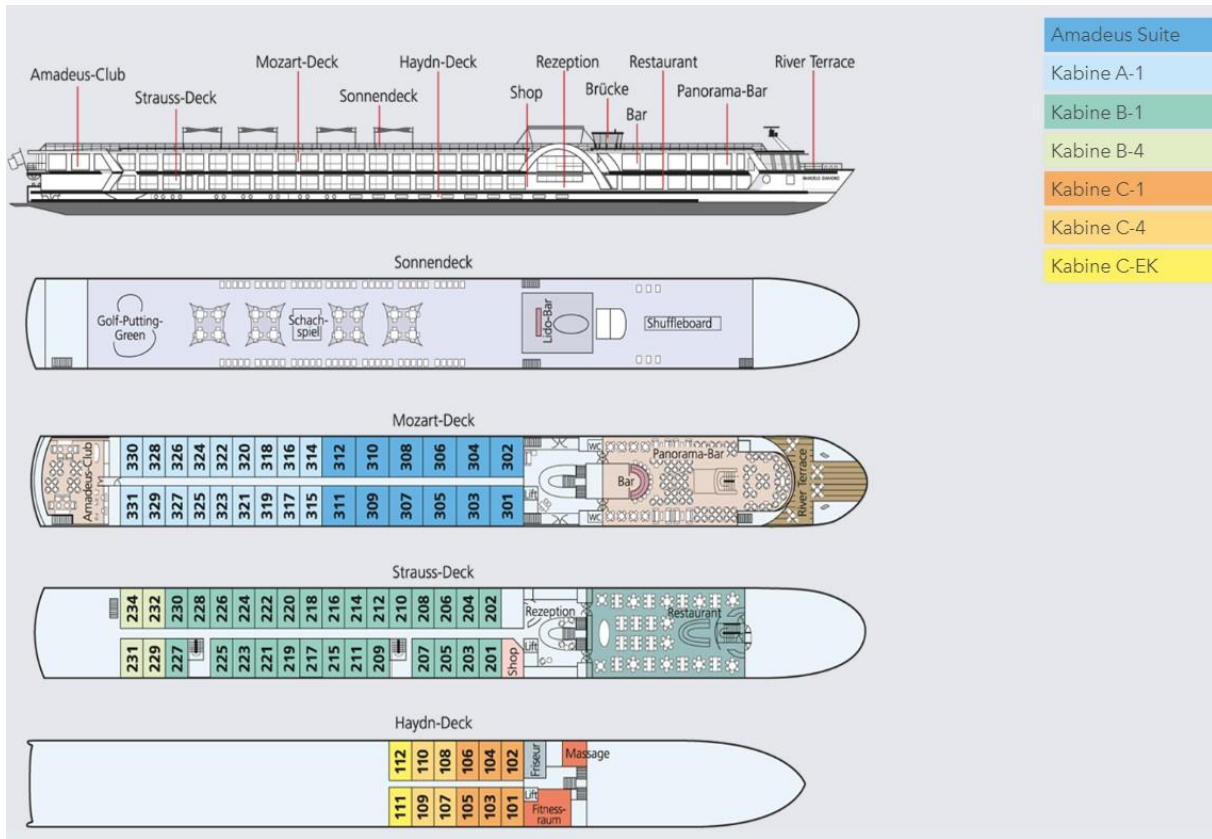 Amadeus Suite
Kabine A-1
Kabine B-1
Kabine B-4
Kabine C-1
Kabine C-4
Kabine C-EK
Amadeus-Club
Strauss-Deck
Mozart-Deck
Sonnendeck
Haydn-Deck
Shop
Rezeption
Brücke
Bar
Restaurant
Panorama-Bar
River Terrace
Sonnendeck
Golf-Putting-
Green
Schach-
spiel
Lido-Bar
Shuffleboard
Mozart-Deck
Amadeus-Club
330 328 326 324 322 320 318 316 314 312 310 308 306 304 302
331 329 327 325 323 321 319 317 315 311 309 307 305 303 301
Lift
WC
WC
Bar
Panorama-Bar
River Terrace
Strauss-Deck
234 232 230 228 226 224 222 220 218 216 214 212 210 208 206 204 202
231 229 227 225 223 221 219 217 215 211 209 207 205 203 201
Shop
Rezeption
Lift
Restaurant
Haydn-Deck
112 110 108 106 104 102
111 109 107 105 103 101
Friseur
Massage
Lift
Fitness-
raum